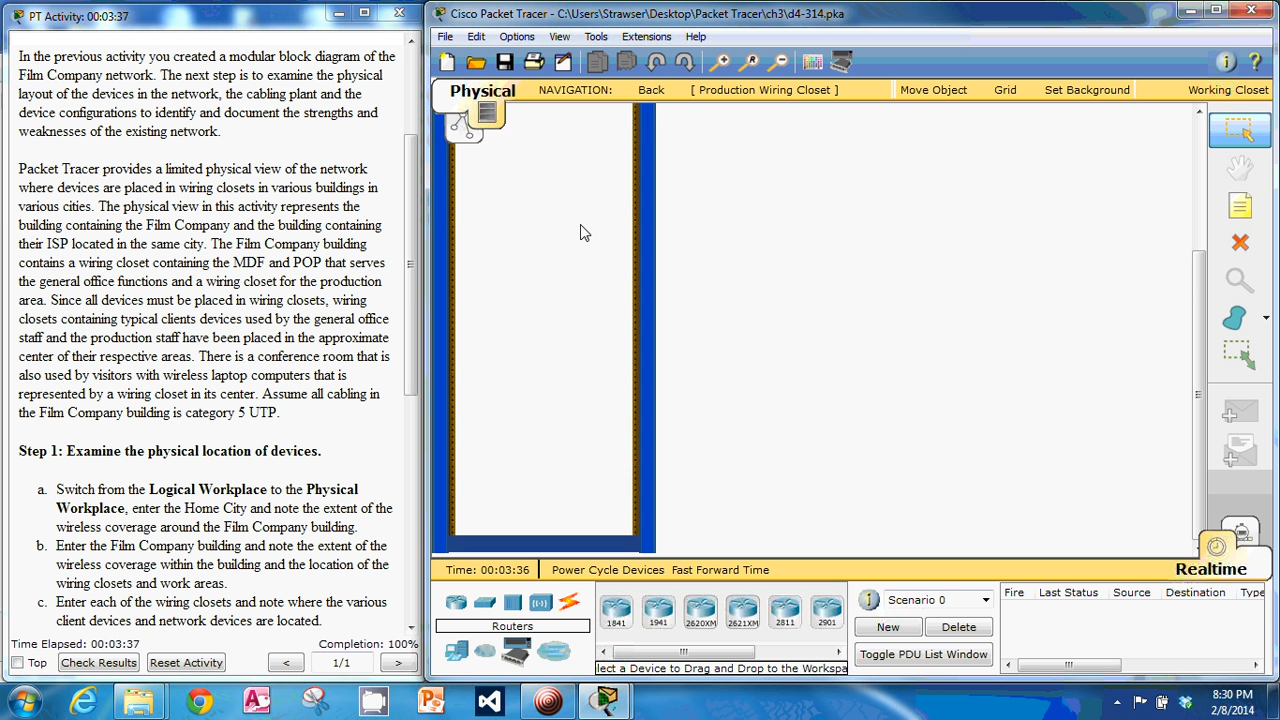 PT Activity: 00:03:37
In the previous activity you created a modular block diagram of the
Film Company network. The next step is to examine the physical
layout of the devices in the network, the cabling plant and the
device configurations to identify and document the strengths and
weaknesses of the existing network.
Packet Tracer provides a limited physical view of the network
where devices are placed in wiring closets in various buildings in
various cities. The physical view in this activity represents the
building containing the Film Company and the building containing
their ISP located in the same city. The Film Company building
contains a wiring closet containing the MDF and POP that serves
the general office functions and a wiring closet for the production
area. Since all devices must be placed in wiring closets, wiring
closets containing typical clients devices used by the general office
staff and the production staff have been placed in the approximate
center of their respective areas. There is a conference room that is
also used by visitors with wireless laptop computers that is
represented by a wiring closet in its center. Assume all cabling in
the Film Company building is category 5 UTP.
Step 1: Examine the physical location of devices.
a. Switch from the Logical Workplace to the Physical
Workplace, enter the Home City and note the extent of the
wireless coverage around the Film Company building.
b. Enter the Film Company building and note the extent of the
wireless coverage within the building and the location of the
wiring closets and work areas.
c. Enter each of the wiring closets and note where the various
client devices and network devices are located.
Time Elapsed: 00:03:37 Completion: 100%
Top Check Results Reset Activity < 1/1 >
Cisco Packet Tracer - C:\Users\Strawser\Desktop\Packet Tracer\ch3\d4-314.pka
File Edit Options View Tools Extensions Help
Physical NAVIGATION: Back [ Production Wiring Closet ] Move Object Grid Set Background Working Closet
Realtime
Time: 00:03:36 Power Cycle Devices Fast Forward Time
Routers
1841 1941 2620XM 2621XM 2811 2901
lect a Device to Drag and Drop to the Workspa
Scenario 0
New Delete
Toggle PDU List Window
Fire Last Status Source Destination Type
8:30 PM
2/8/2014